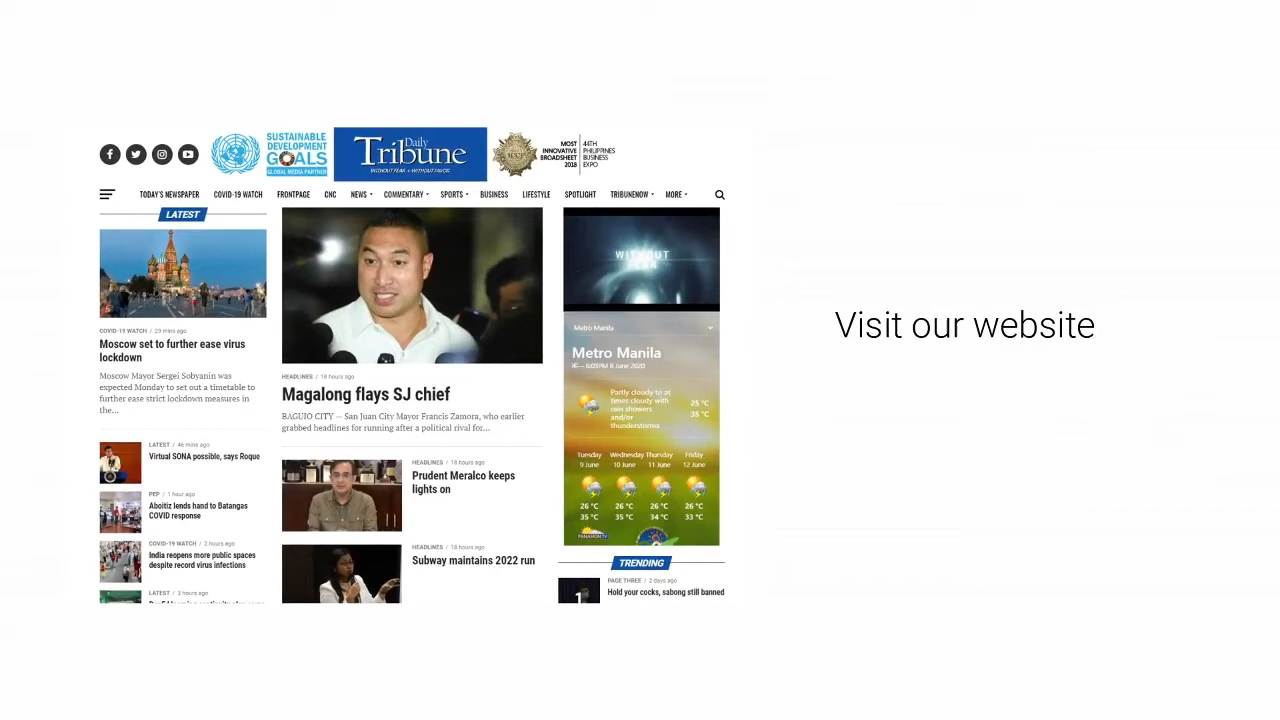 SUSTAINABLE
DEVELOPMENT
GOALS
GLOBAL MEDIA PARTNER
Daily
Tribune
WITHOUT FEAR • WITHOUT FAVOR
MOST
INNOVATIVE
BROADSHEET
2018
44TH
PHILIPPINES
BUSINESS
EXPO
TODAY'S NEWSPAPER COVID-19 WATCH FRONTPAGE CNC NEWS COMMENTARY SPORTS BUSINESS LIFESTYLE SPOTLIGHT TRIBUNENOW MORE
LATEST
COVID-19 WATCH / 29 mins ago
Moscow set to further ease virus
lockdown
Moscow Mayor Sergei Sobyanin was
expected Monday to set out a timetable to
further ease strict lockdown measures in
the...
LATEST / 46 mins ago
Virtual SONA possible, says Roque
PEP / 1 hour ago
Aboitiz lends hand to Batangas
COVID response
COVID-19 WATCH / 2 hours ago
India reopens more public spaces
despite record virus infections
LATEST / 3 hours ago
HEADLINES / 18 hours ago
Magalong flays SJ chief
BAGUIO CITY — San Juan City Mayor Francis Zamora, who earlier
grabbed headlines for running after a political rival for...
HEADLINES / 18 hours ago
Prudent Meralco keeps
lights on
HEADLINES / 18 hours ago
Subway maintains 2022 run
WITHOUT
Metro Manila
Metro Manila
6:03PM 8 June 2020
Partly cloudy to at
times cloudy with
rain showers
and/or
thunderstorms
25 °C
35 °C
Tuesday Wednesday Thursday Friday
9 June 10 June 11 June 12 June
26 °C 26 °C 26 °C 26 °C
35 °C 35 °C 34 °C 33 °C
PANAHON.TV
TRENDING
PAGE THREE / 2 days ago
Hold your cocks, sabong still banned
1
Visit our website